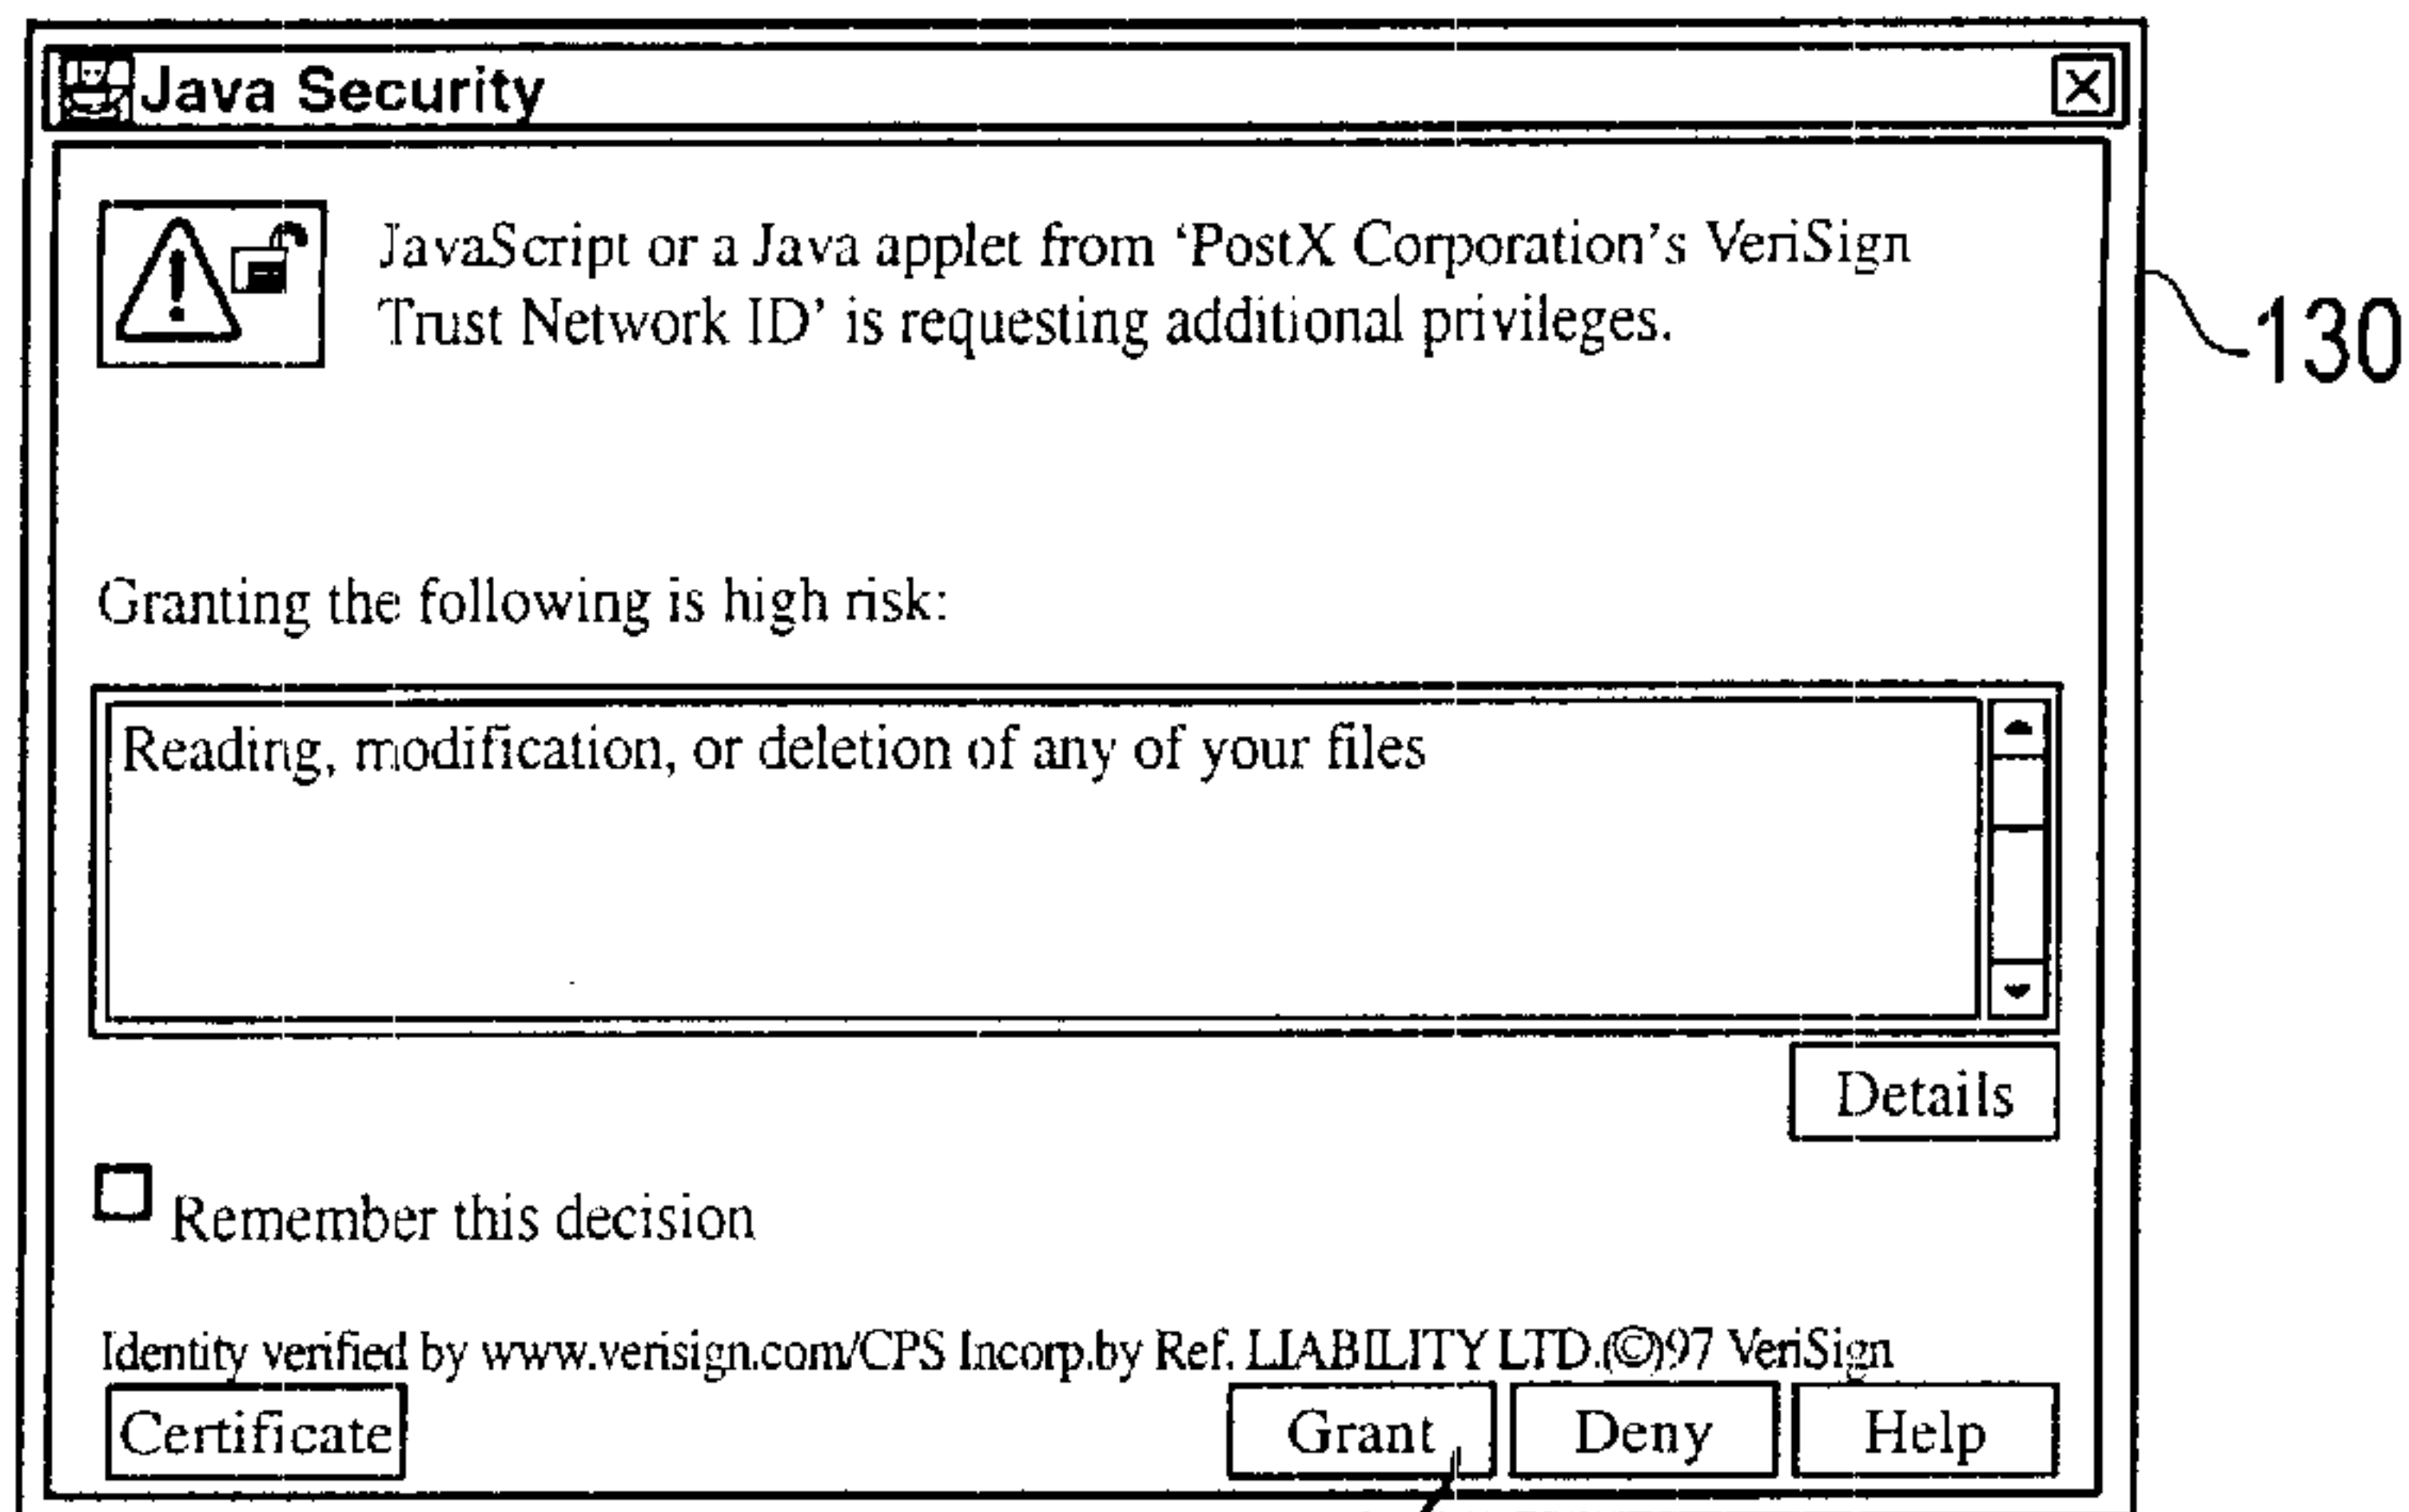 Java Security
JavaScript or a Java applet from ‘PostX Corporation’s VeriSign
Trust Network ID’ is requesting additional privileges.
130
Granting the following is high risk:
Reading, modification, or deletion of any of your files
Details
Remember this decision
Identity verified by www.verisign.com/CPS Incorp.by Ref. LIABILITY LTD.(©)97 VeriSign
Certificate Grant Deny Help